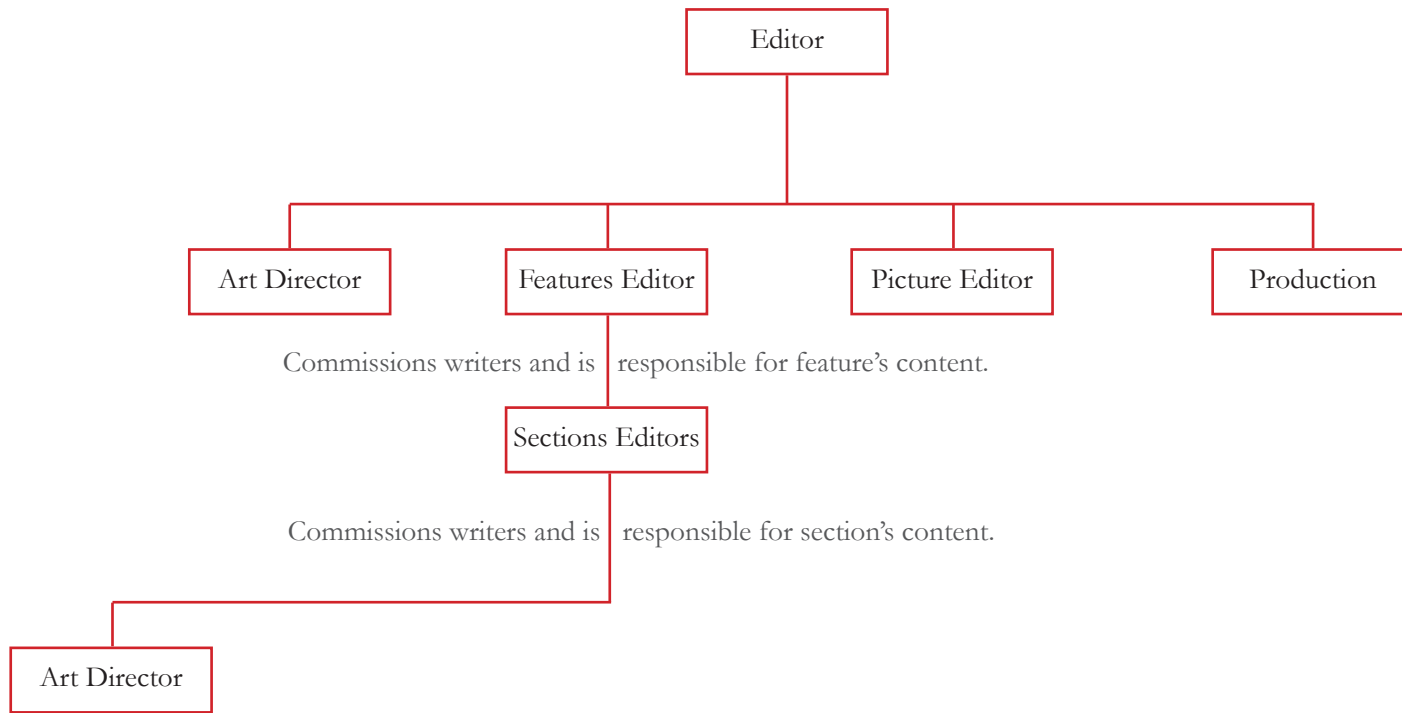 Editor
Art Director
Features Editor
Picture Editor
Production
Commissions writers and is responsible for feature’s content.
Sections Editors
Commissions writers and is responsible for section’s content.
Art Director